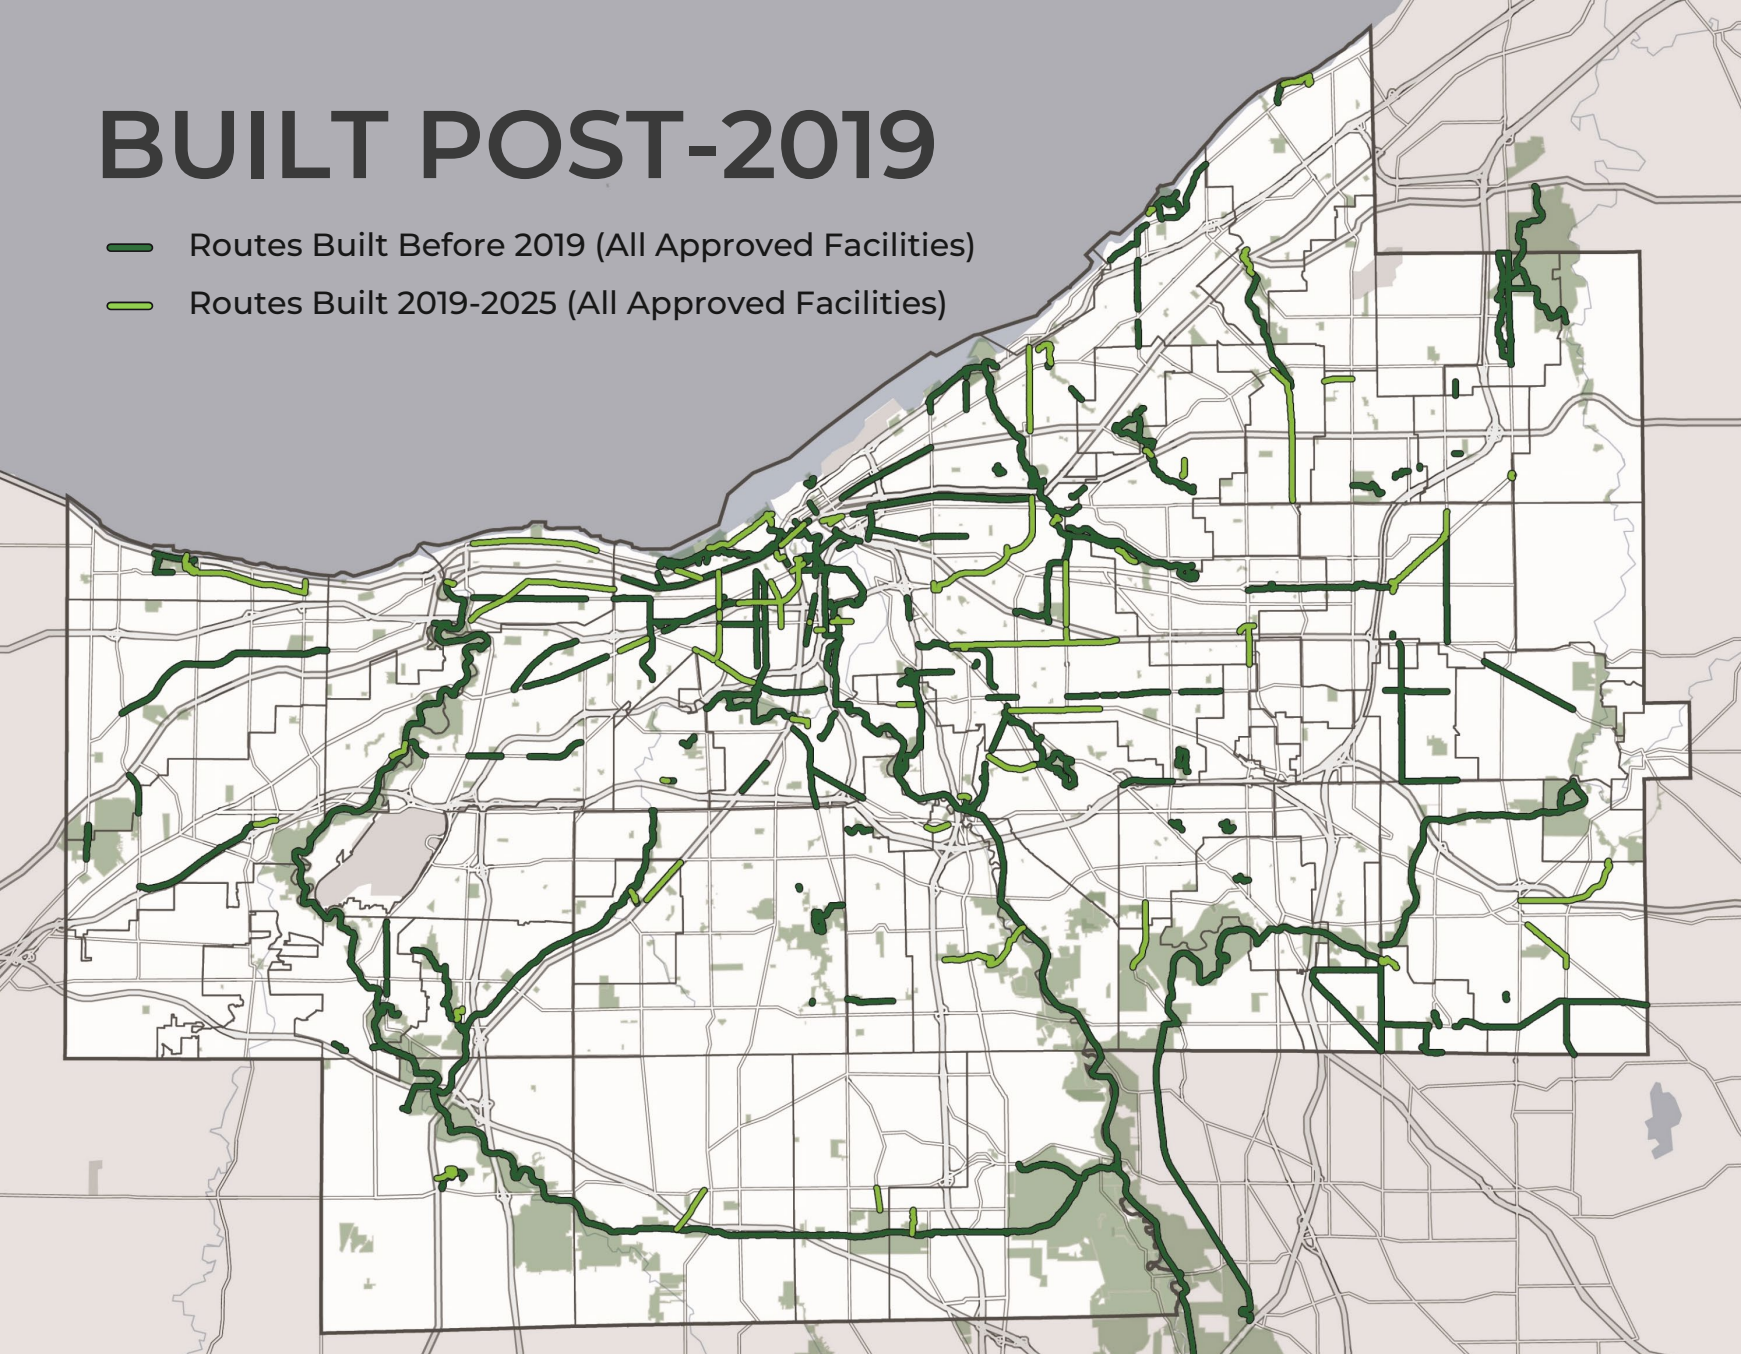 BUILT POST-2019
Routes Built Before 2019 (All Approved Facilities)
Routes Built 2019-2025 (All Approved Facilities)